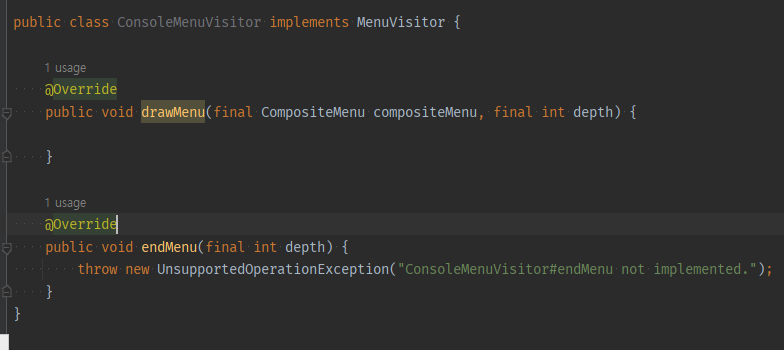 public class ConsoleMenuVisitor implements MenuVisitor {
1 usage
@Override
public void drawMenu(final CompositeMenu compositeMenu, final int depth) {
}
1 usage
@Override
public void endMenu(final int depth) {
throw new UnsupportedOperationException("ConsoleMenuVisitor#endMenu not implemented.");
}
}